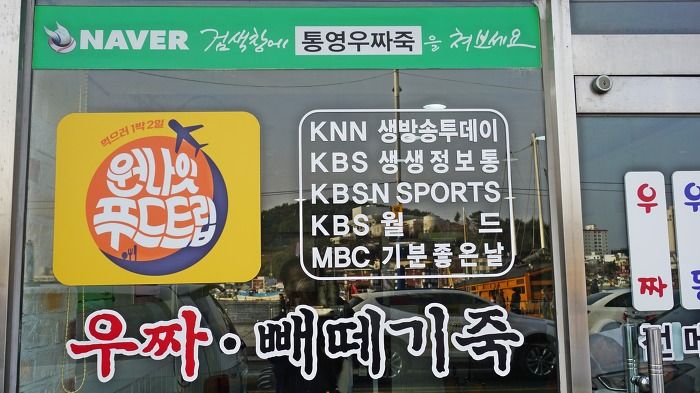 NAVER 검색창에 통영우짜죽 을 쳐보세요
먹으러 1박 2일
원나잇
푸드트립
KNN 생방송투데이
KBS 생생정보통
KBSN SPORTS
KBS 월드
MBC 기분좋은날
우짜·빼떼기죽
우
짜